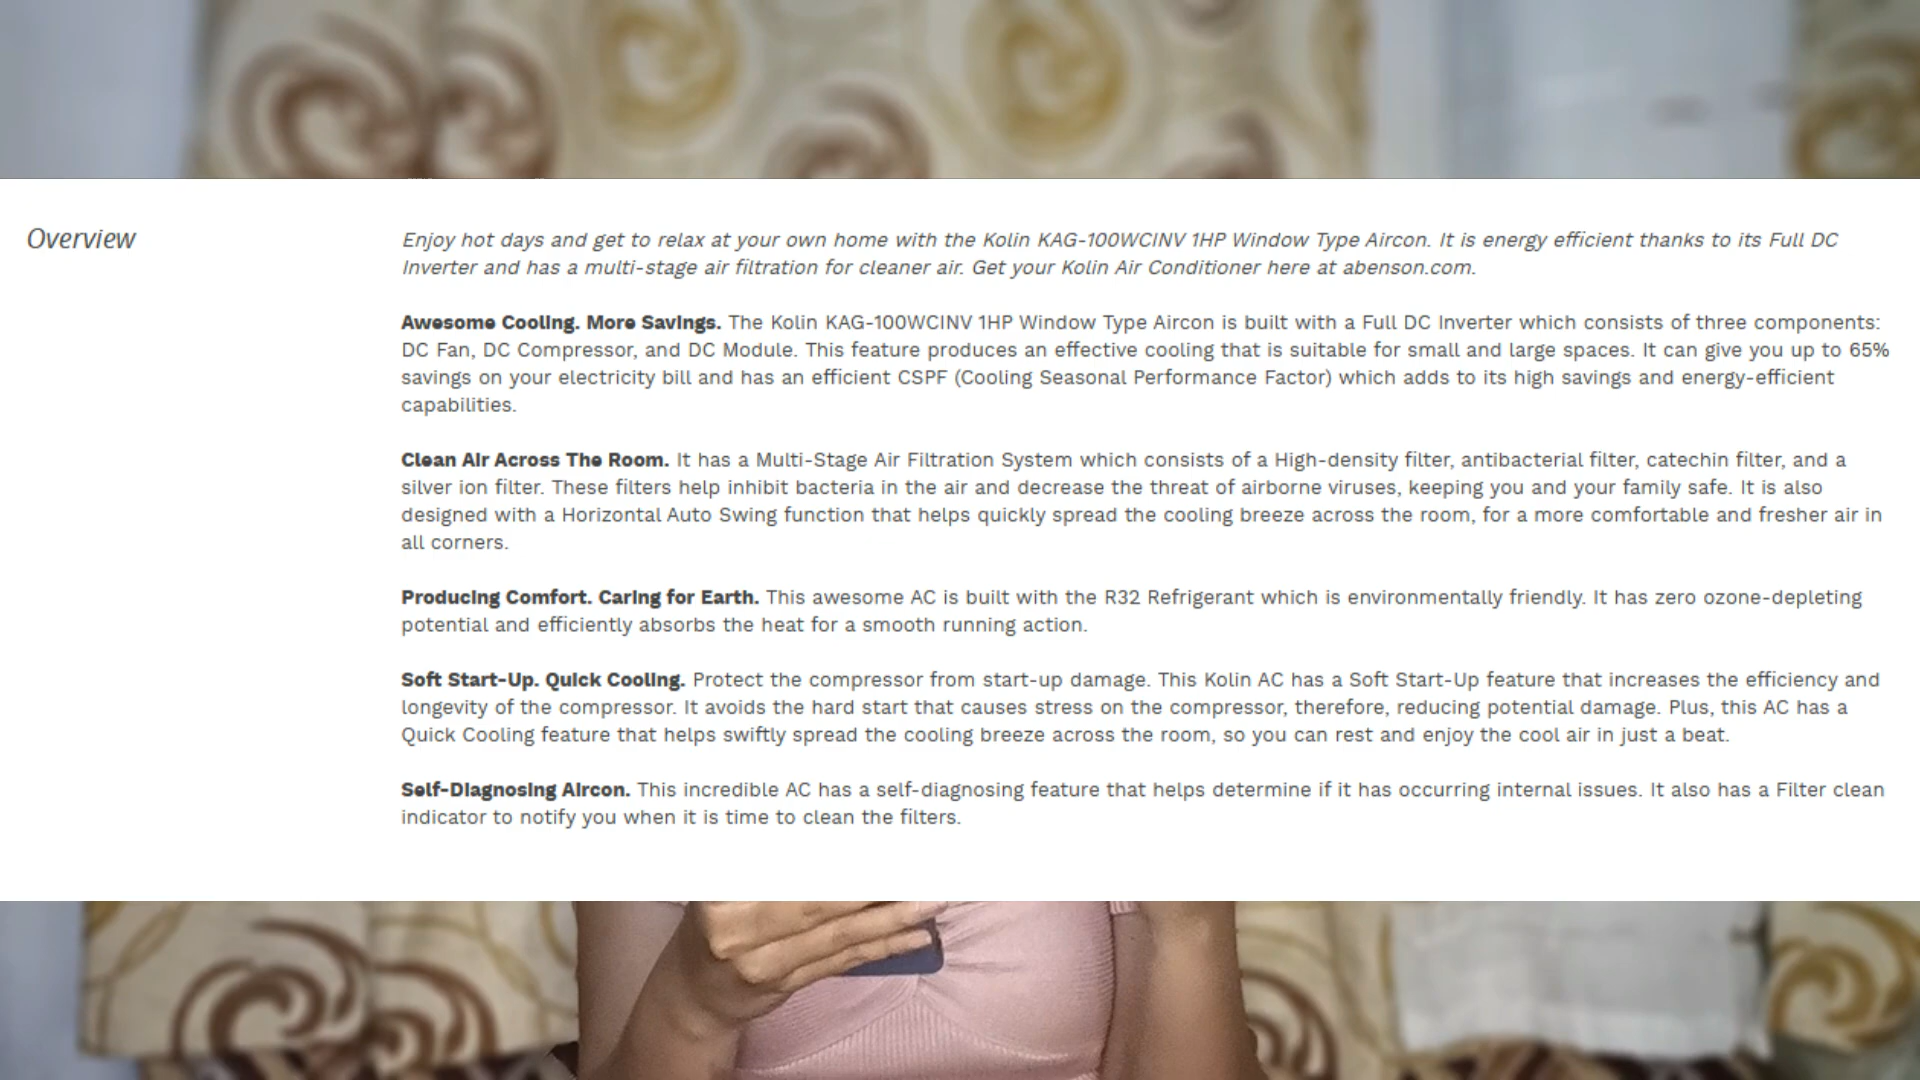 Overview
Enjoy hot days and get to relax at your own home with the Kolin KAG-100WCINV 1HP Window Type Aircon. It is energy efficient thanks to its Full DC
Inverter and has a multi-stage air filtration for cleaner air. Get your Kolin Air Conditioner here at abenson.com.
Awesome Cooling. More Savings. The Kolin KAG-100WCINV 1HP Window Type Aircon is built with a Full DC Inverter which consists of three components:
DC Fan, DC Compressor, and DC Module. This feature produces an effective cooling that is suitable for small and large spaces. It can give you up to 65%
savings on your electricity bill and has an efficient CSPF (Cooling Seasonal Performance Factor) which adds to its high savings and energy-efficient
capabilities.
Clean Air Across The Room. It has a Multi-Stage Air Filtration System which consists of a High-density filter, antibacterial filter, catechin filter, and a
silver ion filter. These filters help inhibit bacteria in the air and decrease the threat of airborne viruses, keeping you and your family safe. It is also
designed with a Horizontal Auto Swing function that helps quickly spread the cooling breeze across the room, for a more comfortable and fresher air in
all corners.
Producing Comfort. Caring for Earth. This awesome AC is built with the R32 Refrigerant which is environmentally friendly. It has zero ozone-depleting
potential and efficiently absorbs the heat for a smooth running action.
Soft Start-Up. Quick Cooling. Protect the compressor from start-up damage. This Kolin AC has a Soft Start-Up feature that increases the efficiency and
longevity of the compressor. It avoids the hard start that causes stress on the compressor, therefore, reducing potential damage. Plus, this AC has a
Quick Cooling feature that helps swiftly spread the cooling breeze across the room, so you can rest and enjoy the cool air in just a beat.
Self-Diagnosing Aircon. This incredible AC has a self-diagnosing feature that helps determine if it has occurring internal issues. It also has a Filter clean
indicator to notify you when it is time to clean the filters.